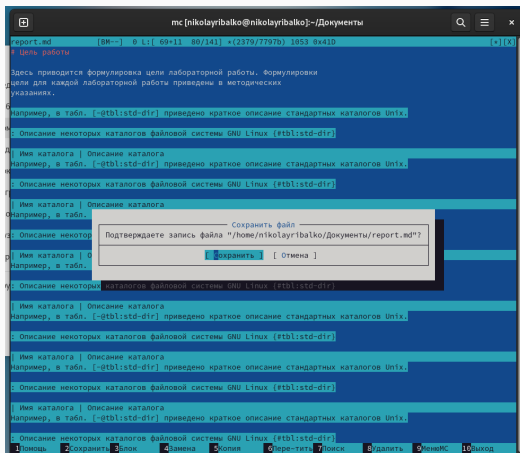 mc [nikolayribalko@nikolayribalko]:~/Документы
report.md [BM--] 0 L:[ 69+11 80/141] *(2379/7797b) 1053 0x41D [*][X]
# Цель работы
Здесь приводится формулировка цели лабораторной работы. Формулировки
цели для каждой лабораторной работы приведены в методических
указаниях.
Например, в табл. [-@tbl:std-dir] приведено краткое описание стандартных каталогов Unix.
: Описание некоторых каталогов файловой системы GNU Linux {#tbl:std-dir}
| Имя каталога | Описание каталога
Например, в табл. [-@tbl:std-dir] приведено краткое описание стандартных каталогов Unix.
: Описание некоторых каталогов файловой системы GNU Linux {#tbl:std-dir}
| Имя каталога | Описание каталога
Например, в табл.
Сохранить файл
: Описание некотор
Подтверждаете запись файла "/home/nikolayribalko/Документы/report.md"?
| Имя каталога | О
[ Сохранить ] [ Отмена ]
Например, в табл.
: Описание некоторых каталогов файловой системы GNU Linux {#tbl:std-dir}
| Имя каталога | Описание каталога
Например, в табл. [-@tbl:std-dir] приведено краткое описание стандартных каталогов Unix.
: Описание некоторых каталогов файловой системы GNU Linux {#tbl:std-dir}
| Имя каталога | Описание каталога
Например, в табл. [-@tbl:std-dir] приведено краткое описание стандартных каталогов Unix.
: Описание некоторых каталогов файловой системы GNU Linux {#tbl:std-dir}
| Имя каталога | Описание каталога
Например, в табл. [-@tbl:std-dir] приведено краткое описание стандартных каталогов Unix.
: Описание некоторых каталогов файловой системы GNU Linux {#tbl:std-dir}
1Помощь 2Сохранить 3Блок 4Замена 5Копия 6Пере~тить 7Поиск 8Удалить 9МенюMC 10Выход